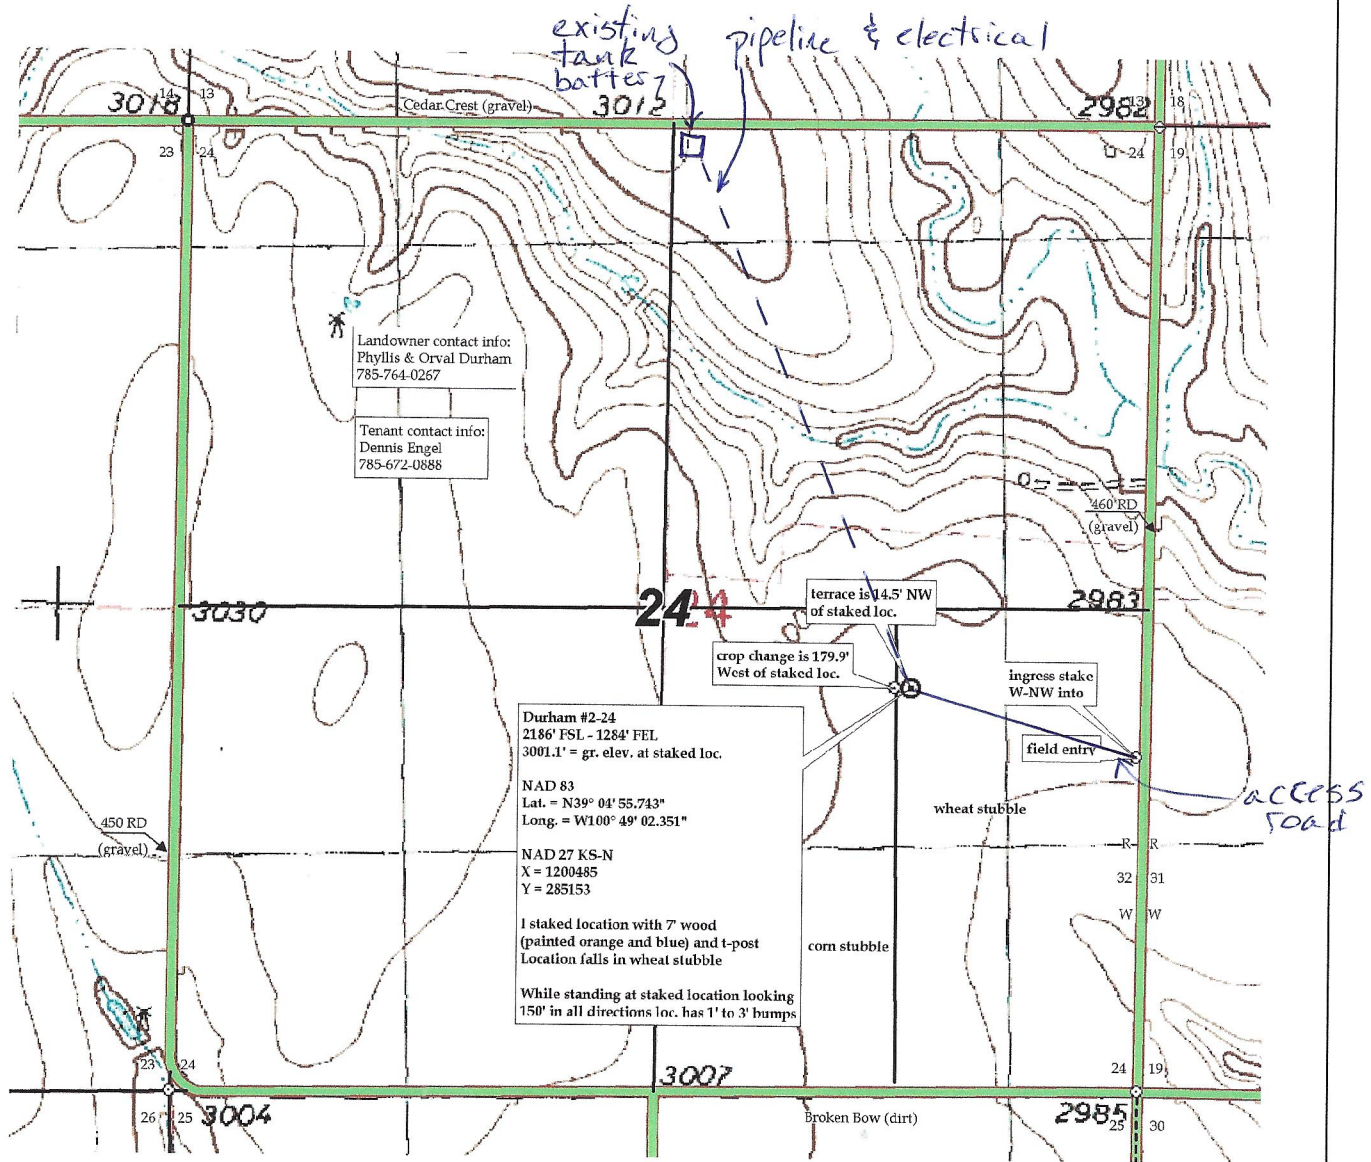 existing
tank
battery
pipeline & electrical
14 13
3018
Cedar Crest (gravel)
3012
2982
13 18
23 24
24 19
Landowner contact info:
Phyllis & Orval Durham
785-764-0267
Tenant contact info:
Dennis Engel
785-672-0888
460 RD
(gravel)
3030
24
24
2983
terrace is 14.5' NW
of staked loc.
crop change is 179.9'
West of staked loc.
ingress stake
W-NW into
field entry
access
road
Durham #2-24
2186' FSL - 1284' FEL
3001.1' = gr. elev. at staked loc.
NAD 83
Lat. = N39° 04' 55.743"
Long. = W100° 49' 02.351"
NAD 27 KS-N
X = 1200485
Y = 285153
I staked location with 7' wood
(painted orange and blue) and t-post
Location falls in wheat stubble
While standing at staked location looking
150' in all directions loc. has 1' to 3' bumps
wheat stubble
450 RD
(gravel)
R R
32 31
W W
corn stubble
23 24
24 19
3007
26 25
3004
Broken Bow (dirt)
2985
25 30